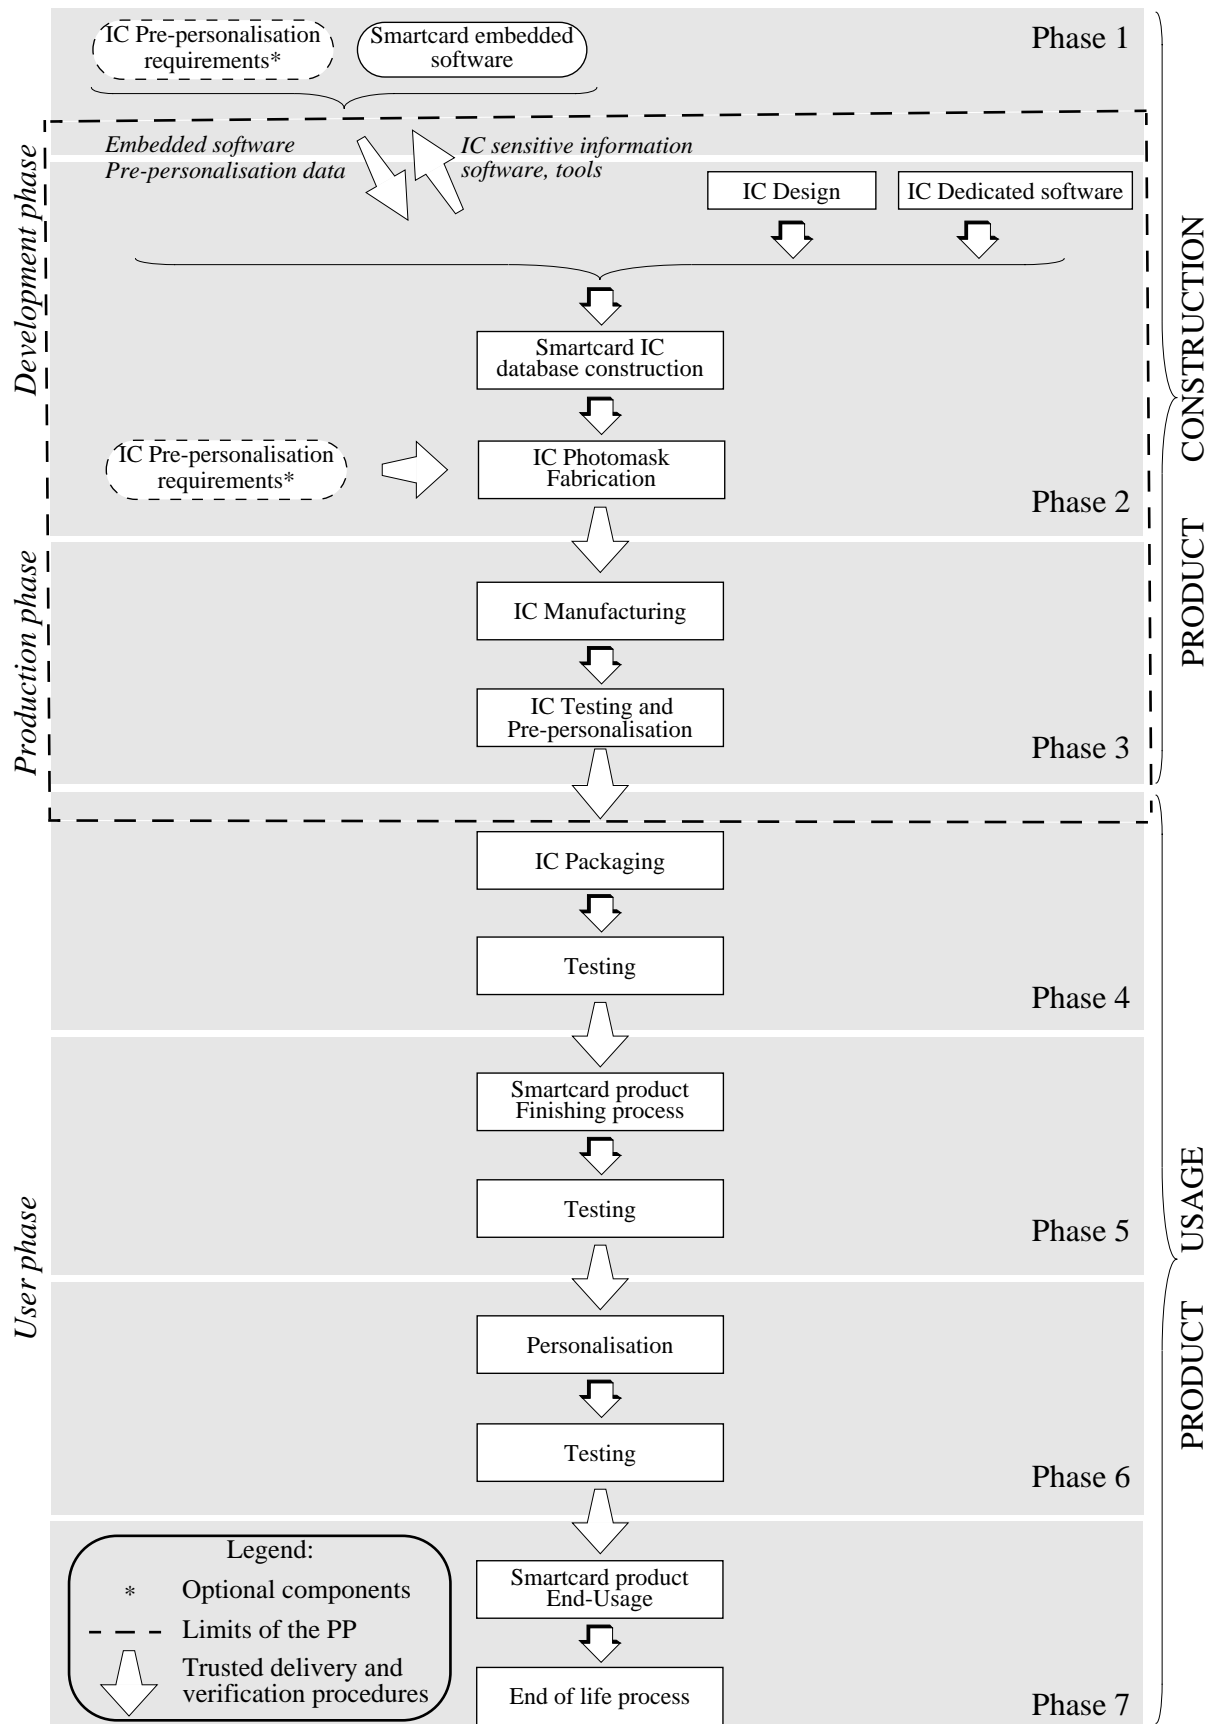 IC Pre-personalisation
requirements*
Smartcard embedded
software
Phase 1
Embedded software
Pre-personalisation data
IC sensitive information
software, tools
Development phase
IC Design
IC Dedicated software
Smartcard IC
database construction
IC Pre-personalisation
requirements*
IC Photomask
Fabrication
Phase 2
PRODUCT CONSTRUCTION
Production phase
IC Manufacturing
IC Testing and
Pre-personalisation
Phase 3
IC Packaging
Testing
Phase 4
User phase
Smartcard product
Finishing process
Testing
Phase 5
PRODUCT USAGE
Personalisation
Testing
Phase 6
Smartcard product
End-Usage
End of life process
Phase 7
Legend:
* Optional components
Limits of the PP
Trusted delivery and
verification procedures